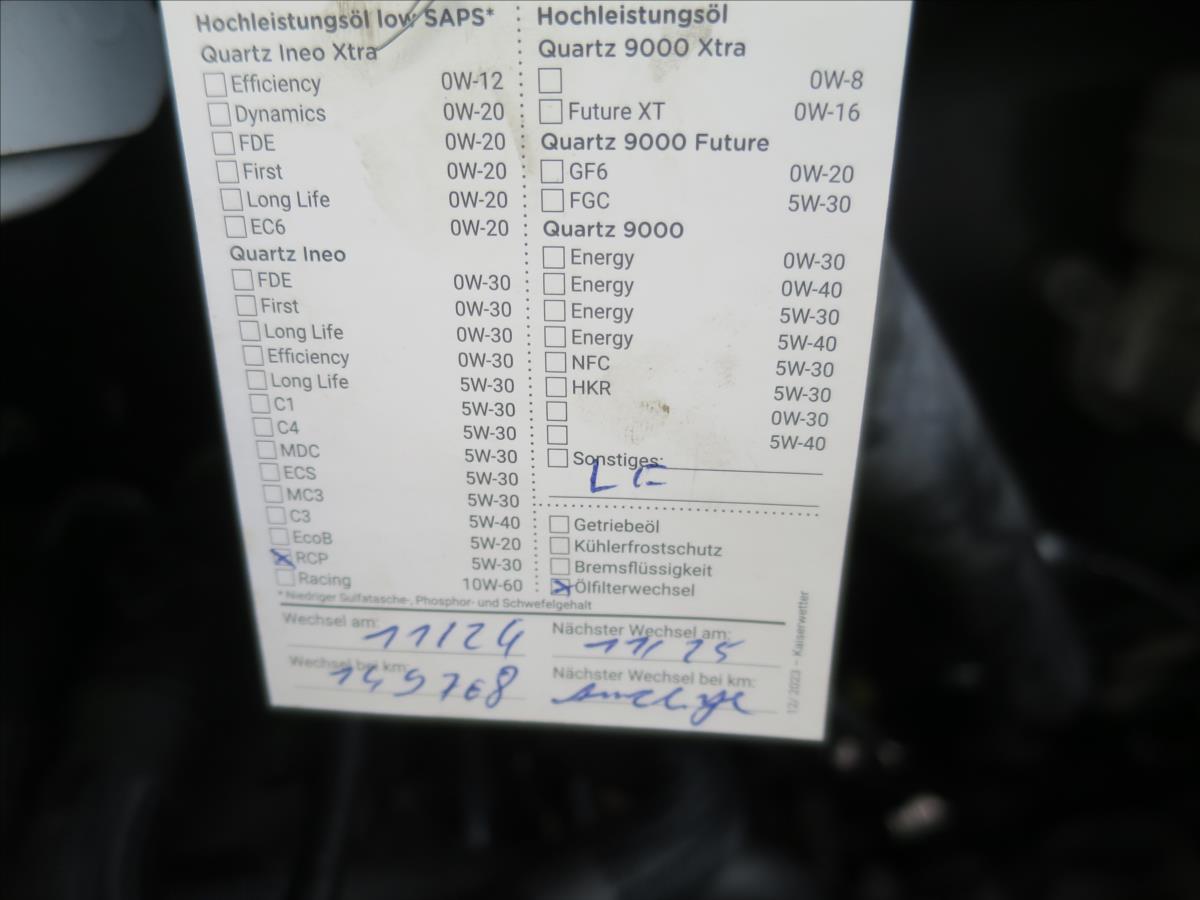 Hochleistungsöl low SAPS*
Quartz Ineo Xtra
Efficiency 0W-12
Dynamics 0W-20
FDE 0W-20
First 0W-20
Long Life 0W-20
EC6 0W-20
Quartz Ineo
FDE 0W-30
First 0W-30
Long Life 0W-30
Efficiency 0W-30
Long Life 5W-30
C1 5W-30
C4 5W-30
MDC 5W-30
ECS 5W-30
MC3 5W-30
C3 5W-40
EcoB 5W-20
RCP 5W-30
Racing 10W-60
* Niedriger Sulfatasche-, Phosphor- und Schwefelgehalt
Hochleistungsöl
Quartz 9000 Xtra
0W-8
Future XT 0W-16
Quartz 9000 Future
GF6 0W-20
FGC 5W-30
Quartz 9000
Energy 0W-30
Energy 0W-40
Energy 5W-30
Energy 5W-40
NFC 5W-30
HKR 5W-30
0W-30
5W-40
Sonstiges:
Getriebeöl
Kühlerfrostschutz
Bremsflüssigkeit
Ölfilterwechsel
Wechsel am: 11/24
Nächster Wechsel am: 11/25
Wechsel bei km: 149768
Nächster Wechsel bei km:
12/2023 – Kaiserwetter